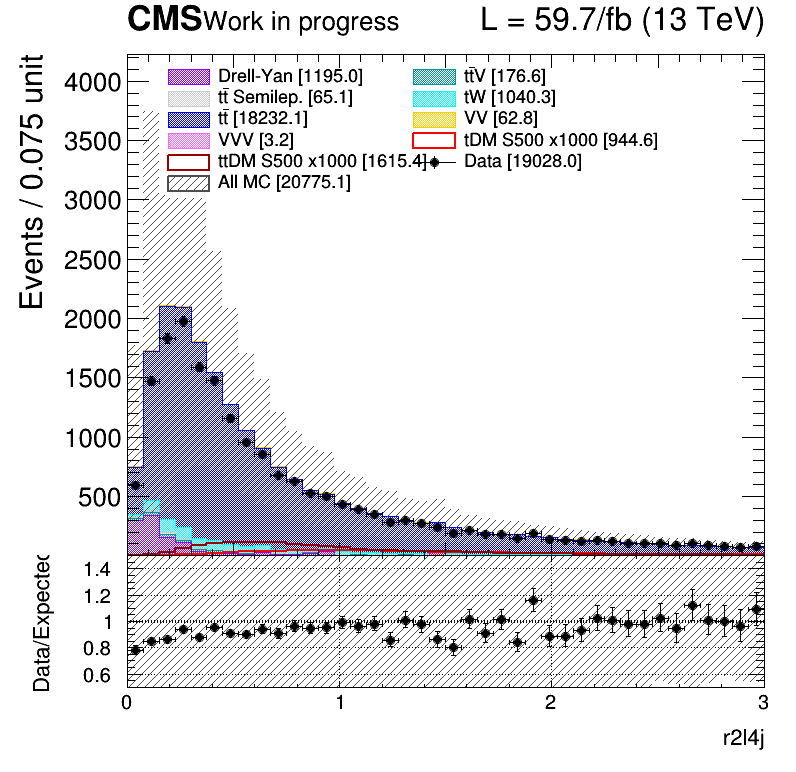 CMS Work in progress L = 59.7/fb (13 TeV)
Events / 0.075 unit
4000
3500
3000
2500
2000
1500
1000
500
Drell-Yan [1195.0]
tt̄V [176.6]
tt̄ Semilep. [65.1]
tW [1040.3]
tt̄ [18232.1]
VV [62.8]
VVV [3.2]
tDM S500 x1000 [944.6]
ttDM S500 x1000 [1615.4]
Data [19028.0]
All MC [20775.1]
Data/Expected
1.4
1.2
1
0.8
0.6
0 1 2 3
r2l4j